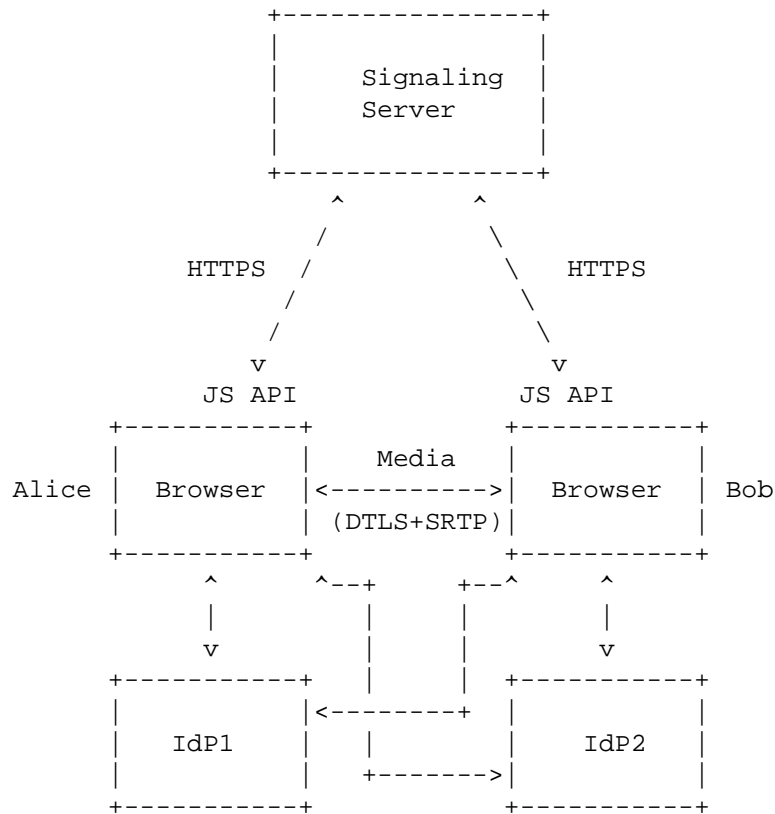 Signaling
Server
HTTPS HTTPS
JS API JS API
Media
Alice Browser Browser Bob
(DTLS+SRTP)
IdP1 IdP2